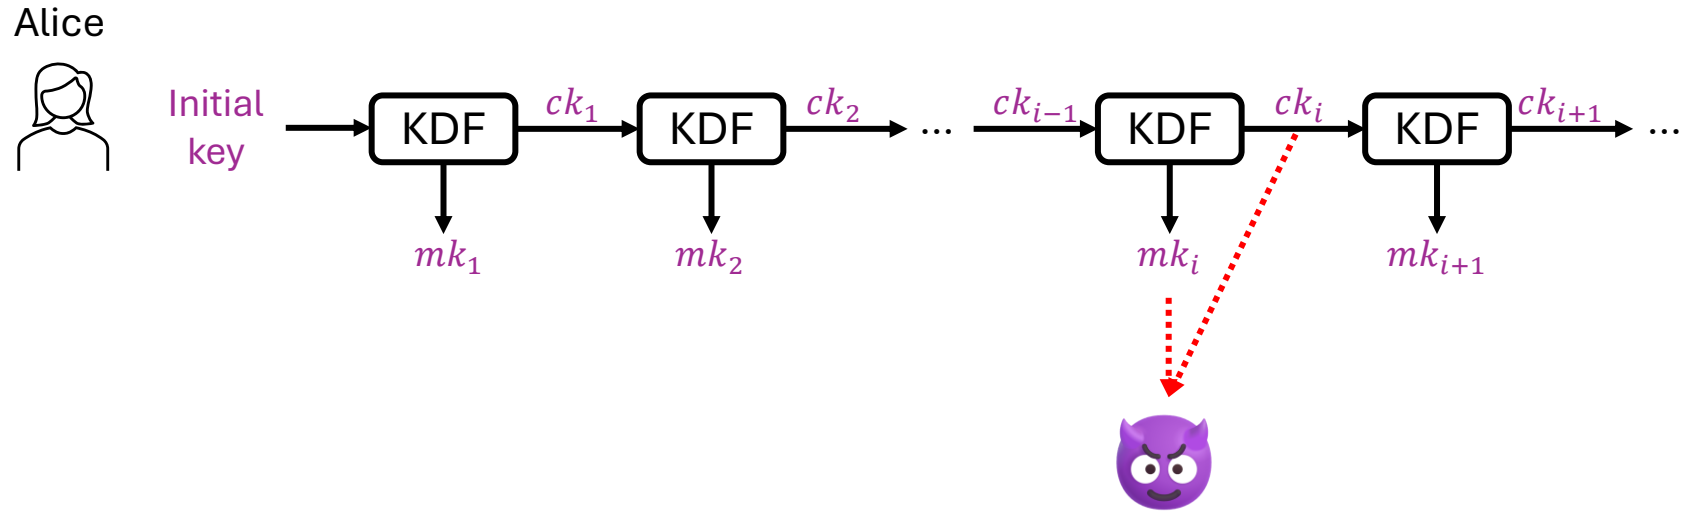 Alice
Initial
key
KDF
ck₁
KDF
ck₂
...
ckᵢ₋₁
KDF
ckᵢ
KDF
ckᵢ₊₁
...
mk₁
mk₂
mkᵢ
mkᵢ₊₁